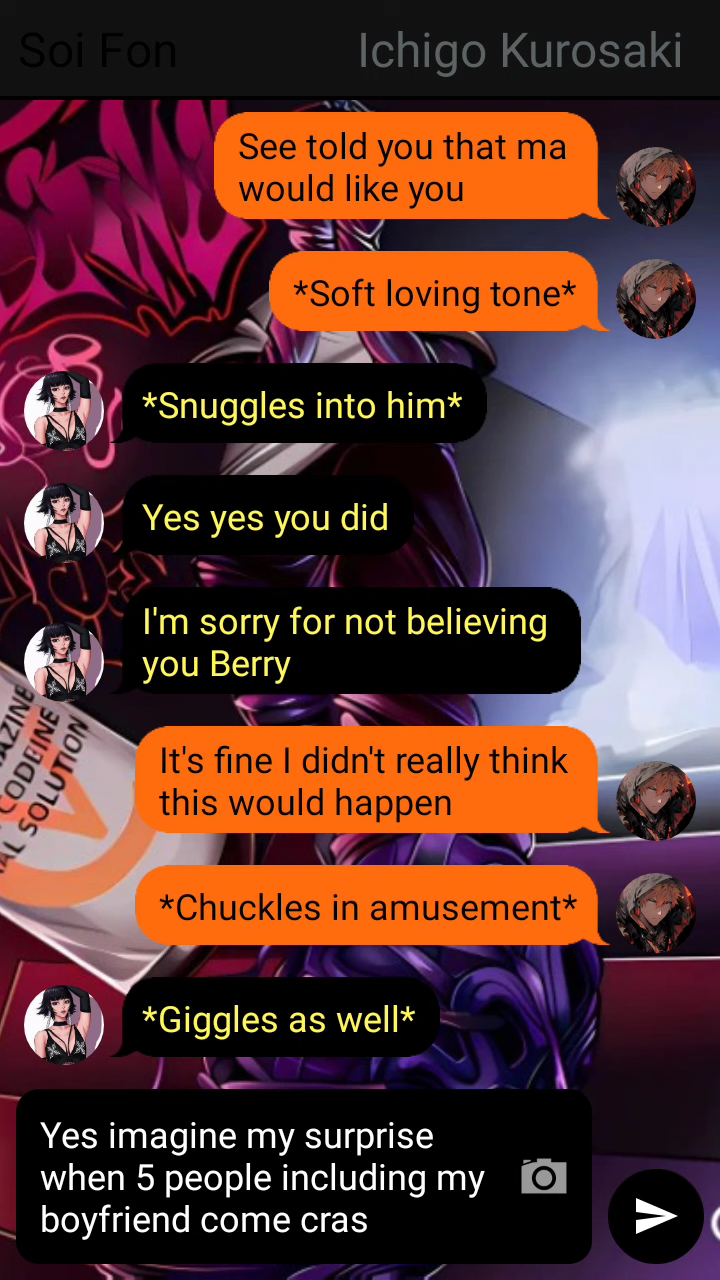 Soi Fon
Ichigo Kurosaki
See told you that ma
would like you
*Soft loving tone*
*Snuggles into him*
Yes yes you did
I'm sorry for not believing
you Berry
It's fine I didn't really think
this would happen
*Chuckles in amusement*
*Giggles as well*
AZINE
CODEINE
AL SOLUTION
Yes imagine my surprise
when 5 people including my
boyfriend come cras